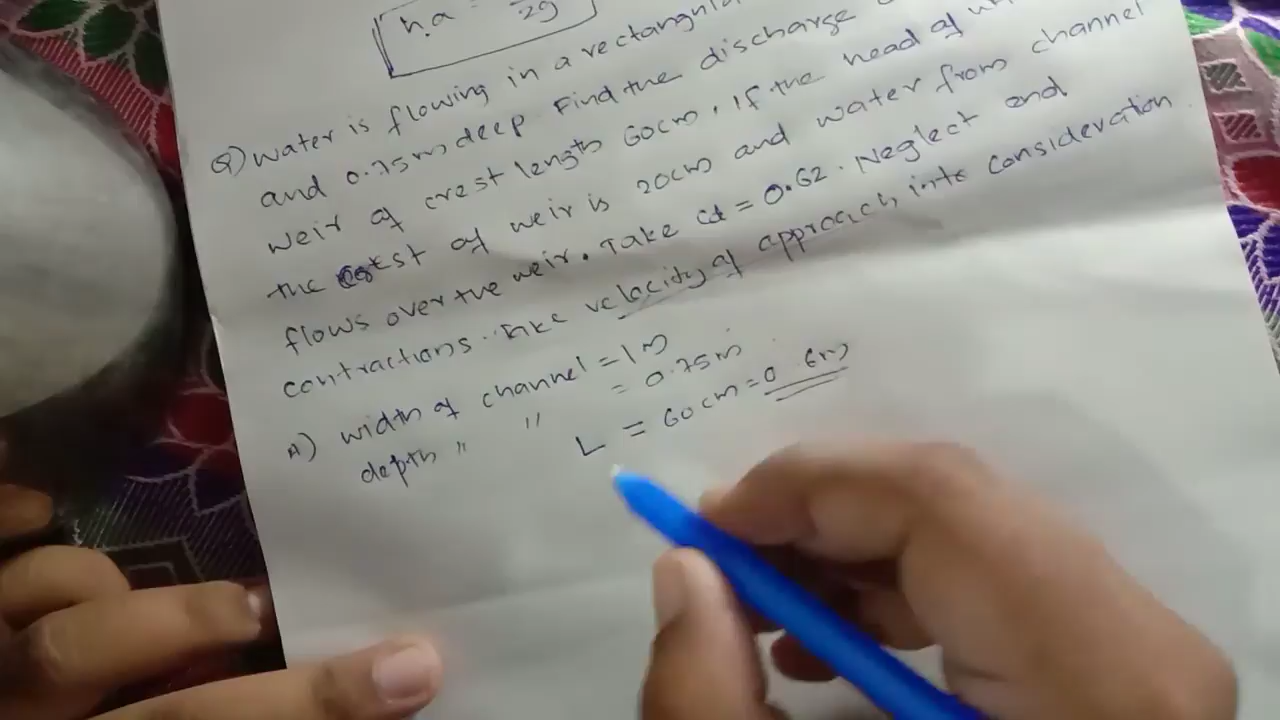 ha = 2g
Q) Water is flowing in a rectangula
and 0.75m deep Find the discharge
weir of crest length 60cm. If the head of
the crest of weir is 20cm and water from channel
flows over the weir. Take Cd = 0.62. Neglect end
contractions. Take velocity of approach into consideration
A) width of channel = 1m
depth " " = 0.75m
L = 60cm = 0 6m